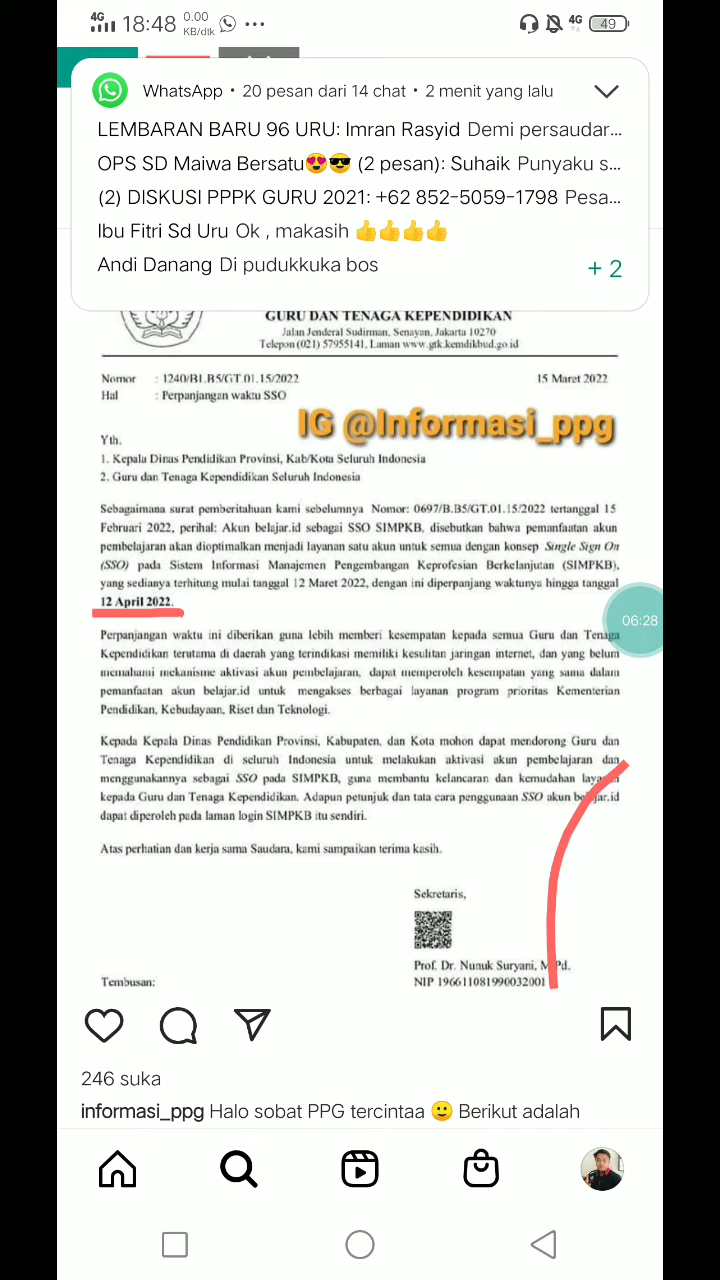 4G 18:48 0.00 KB/dtk ••• 4G 49
WhatsApp • 20 pesan dari 14 chat • 2 menit yang lalu
LEMBARAN BARU 96 URU: Imran Rasyid Demi persaudar...
OPS SD Maiwa Bersatu😍😎 (2 pesan): Suhaik Punyaku s...
(2) DISKUSI PPPK GURU 2021: +62 852-5059-1798 Pesa...
Ibu Fitri Sd Uru Ok , makasih 👍👍👍👍
Andi Danang Di pudukkuka bos
+ 2
GURU DAN TENAGA KEPENDIDIKAN
Jalan Jenderal Sudirman, Senayan, Jakarta 10270
Telepon (021) 57955141, Laman www.gtk.kemdikbud.go.id
Nomor : 1240/B1.B5/GT.01.15/2022 15 Maret 2022
Hal : Perpanjangan waktu SSO
IG @Informasi_ppg
Yth.
1. Kepala Dinas Pendidikan Provinsi, Kab/Kota Seluruh Indonesia
2. Guru dan Tenaga Kependidikan Seluruh Indonesia
Sebagaimana surat pemberitahuan kami sebelumnya Nomor: 0697/B.B5/GT.01.15/2022 tertanggal 15
Februari 2022, perihal: Akun belajar.id sebagai SSO SIMPKB, disebutkan bahwa pemanfaatan akun
pembelajaran akan dioptimalkan menjadi layanan satu akun untuk semua dengan konsep Single Sign On
(SSO) pada Sistem Informasi Manajemen Pengembangan Keprofesian Berkelanjutan (SIMPKB),
yang sedianya terhitung mulai tanggal 12 Maret 2022, dengan ini diperpanjang waktunya hingga tanggal
12 April 2022.
06:28
Perpanjangan waktu ini diberikan guna lebih memberi kesempatan kepada semua Guru dan Tenaga
Kependidikan terutama di daerah yang terindikasi memiliki kesulitan jaringan internet, dan yang belum
memahami mekanisme aktivasi akun pembelajaran, dapat memperoleh kesempatan yang sama dalam
pemanfaatan akun belajar.id untuk mengakses berbagai layanan program prioritas Kementerian
Pendidikan, Kebudayaan, Riset dan Teknologi.
Kepada Kepala Dinas Pendidikan Provinsi, Kabupaten, dan Kota mohon dapat mendorong Guru dan
Tenaga Kependidikan di seluruh Indonesia untuk melakukan aktivasi akun pembelajaran dan
menggunakannya sebagai SSO pada SIMPKB, guna membantu kelancaran dan kemudahan layanan
kepada Guru dan Tenaga Kependidikan. Adapun petunjuk dan tata cara penggunaan SSO akun belajar.id
dapat diperoleh pada laman login SIMPKB itu sendiri.
Atas perhatian dan kerja sama Saudara, kami sampaikan terima kasih.
Sekretaris,
Prof. Dr. Nunuk Suryani, M.Pd.
NIP 196611081990032001
Tembusan:
246 suka
informasi_ppg Halo sobat PPG tercintaa 🙂 Berikut adalah